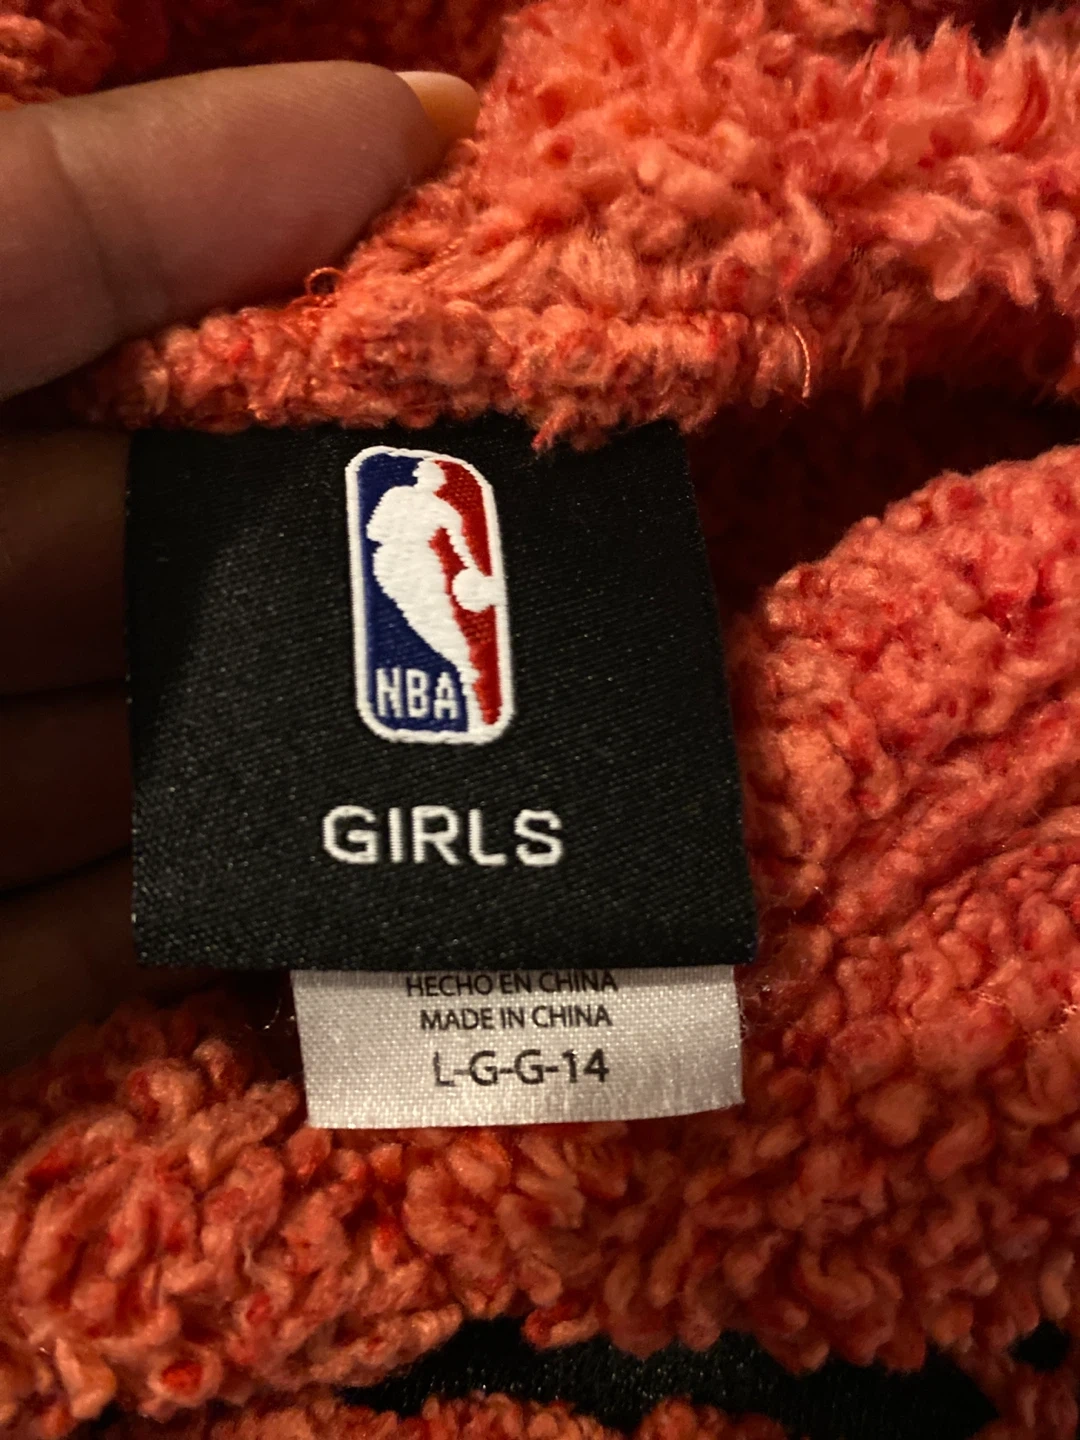 NBA
GIRLS
HECHO EN CHINA
MADE IN CHINA
L-G-G-14